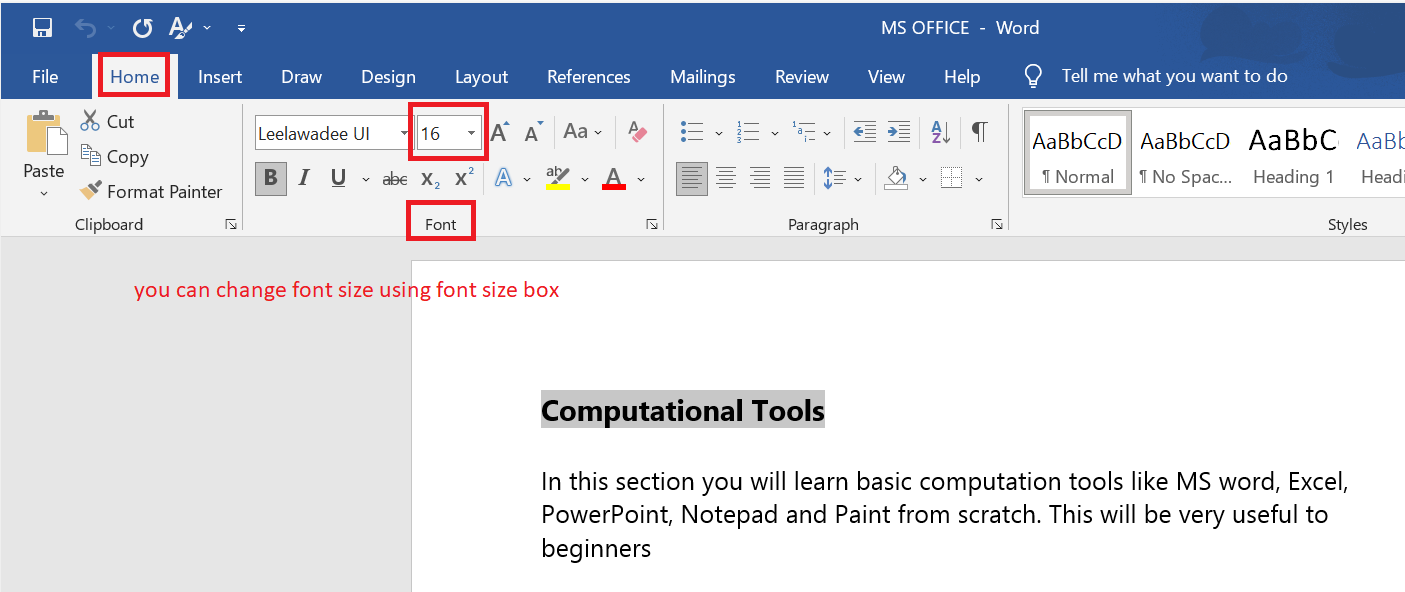 MS OFFICE - Word
File Home Insert Draw Design Layout References Mailings Review View Help Tell me what you want to do
Paste
Cut
Copy
Format Painter
Clipboard
Leelawadee UI 16 A A Aa A
B I U abc X2 X2 A ab A
Font
Paragraph
AaBbCcD AaBbCcD AaBbC AaBb
¶ Normal ¶ No Spac... Heading 1 Headi
Styles
you can change font size using font size box
Computational Tools
In this section you will learn basic computation tools like MS word, Excel,
PowerPoint, Notepad and Paint from scratch. This will be very useful to
beginners